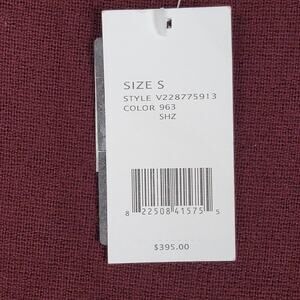 SIZE S
STYLE V228775913
COLOR 963
SHZ
8 22508 41575 5
$395.00